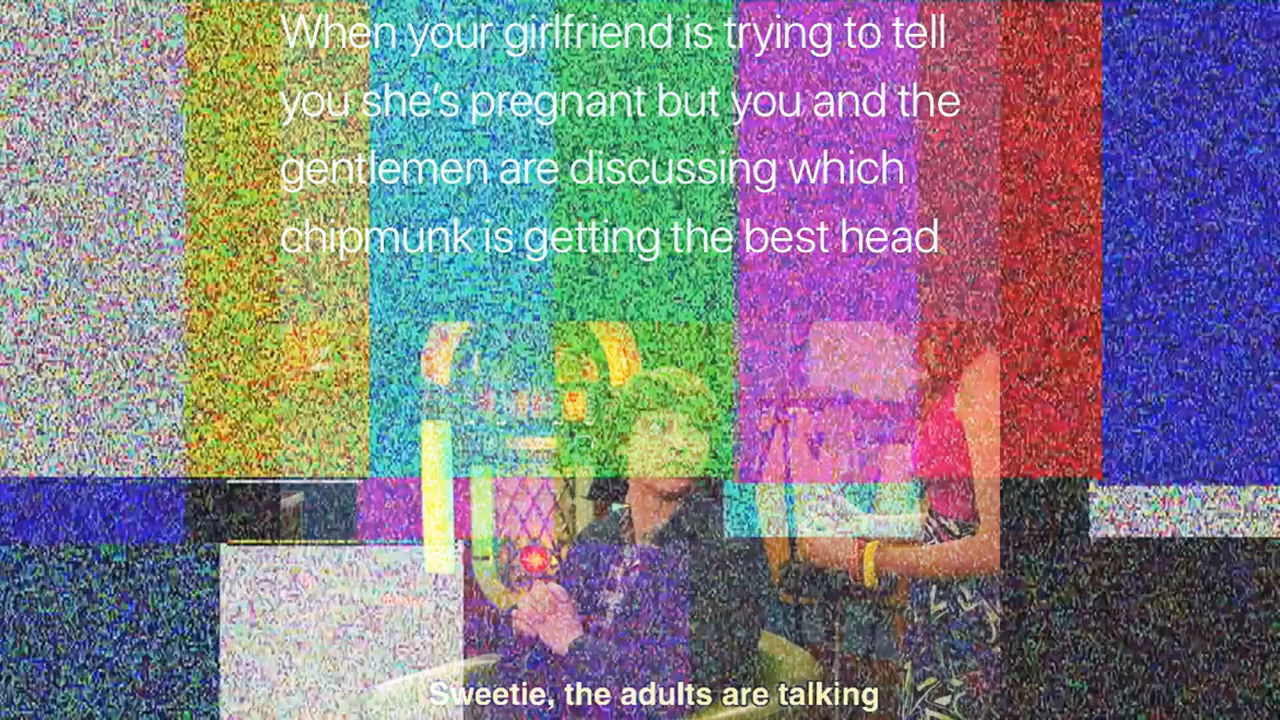 When your girlfriend is trying to tell
you she's pregnant but you and the
gentlemen are discussing which
chipmunk is getting the best head
Sweetie, the adults are talking